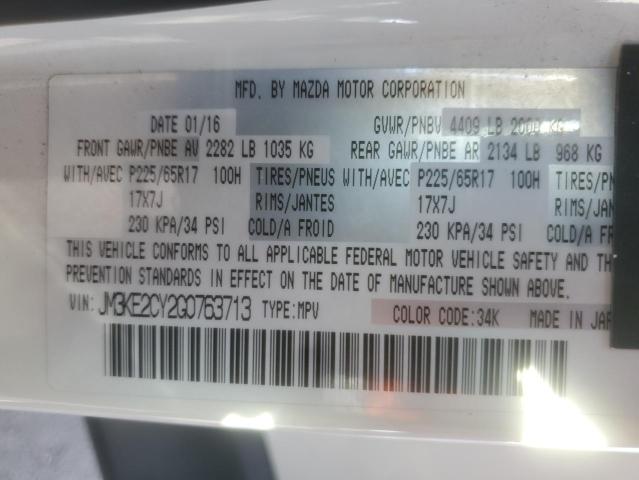 MFD. BY MAZDA MOTOR CORPORATION
DATE 01/16 GVWR/PNBV 4409 LB 2000 KG
FRONT GAWR/PNBE AV 2282 LB 1035 KG REAR GAWR/PNBE AR 2134 LB 968 KG
WITH/AVEC P225/65R17 100H TIRES/PNEUS WITH/AVEC P225/65R17 100H TIRES/PN
17X7J RIMS/JANTES 17X7J RIMS/JAN
230 KPA/34 PSI COLD/A FROID 230 KPA/34 PSI COLD/A FR
THIS VEHICLE CONFORMS TO ALL APPLICABLE FEDERAL MOTOR VEHICLE SAFETY AND THE
PREVENTION STANDARDS IN EFFECT ON THE DATE OF MANUFACTURE SHOWN ABOVE.
VIN: JM3KE2CY2G0763713 TYPE:MPV COLOR CODE:34K MADE IN JAP